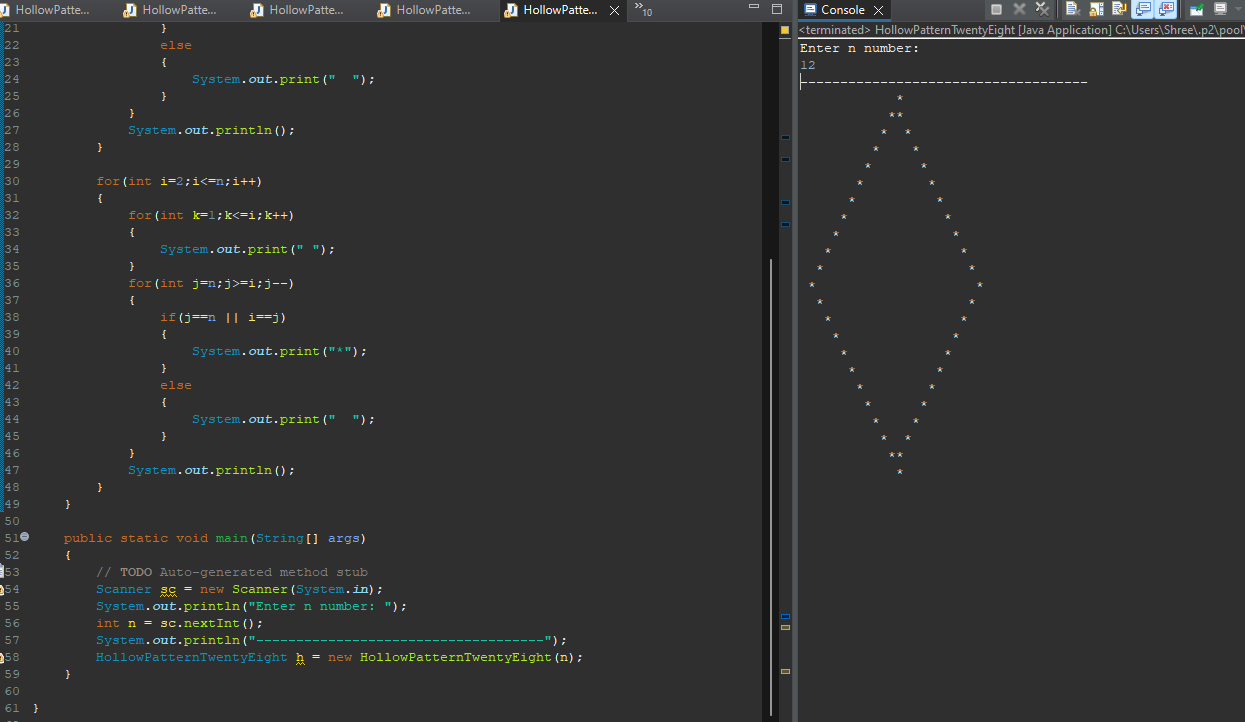 HollowPatte...
HollowPatte...
HollowPatte...
HollowPatte...
HollowPatte...
10
21 }
22 else
23 {
24 System.out.print("  ");
25 }
26 }
27 System.out.println();
28 }
29
30 for(int i=2;i<=n;i++)
31 {
32 for(int k=1;k<=i;k++)
33 {
34 System.out.print(" ");
35 }
36 for(int j=n;j>=i;j--)
37 {
38 if(j==n || i==j)
39 {
40 System.out.print("*");
41 }
42 else
43 {
44 System.out.print("  ");
45 }
46 }
47 System.out.println();
48 }
49 }
50
51 public static void main(String[] args)
52 {
53 // TODO Auto-generated method stub
54 Scanner sc = new Scanner(System.in);
55 System.out.println("Enter n number: ");
56 int n = sc.nextInt();
57 System.out.println("------------------------------------");
58 HollowPatternTwentyEight h = new HollowPatternTwentyEight(n);
59 }
60
61 }
Console
<terminated> HollowPatternTwentyEight [Java Application] C:\Users\Shree\.p2\pool\
Enter n number:
12
------------------------------------
            *
           **
          *  *
         *    *
        *      *
       *        *
      *          *
     *            *
    *              *
   *                *
  *                  *
 *                    *
  *                  *
   *                *
    *              *
     *            *
      *          *
       *        *
        *      *
         *    *
          *  *
           **
            *